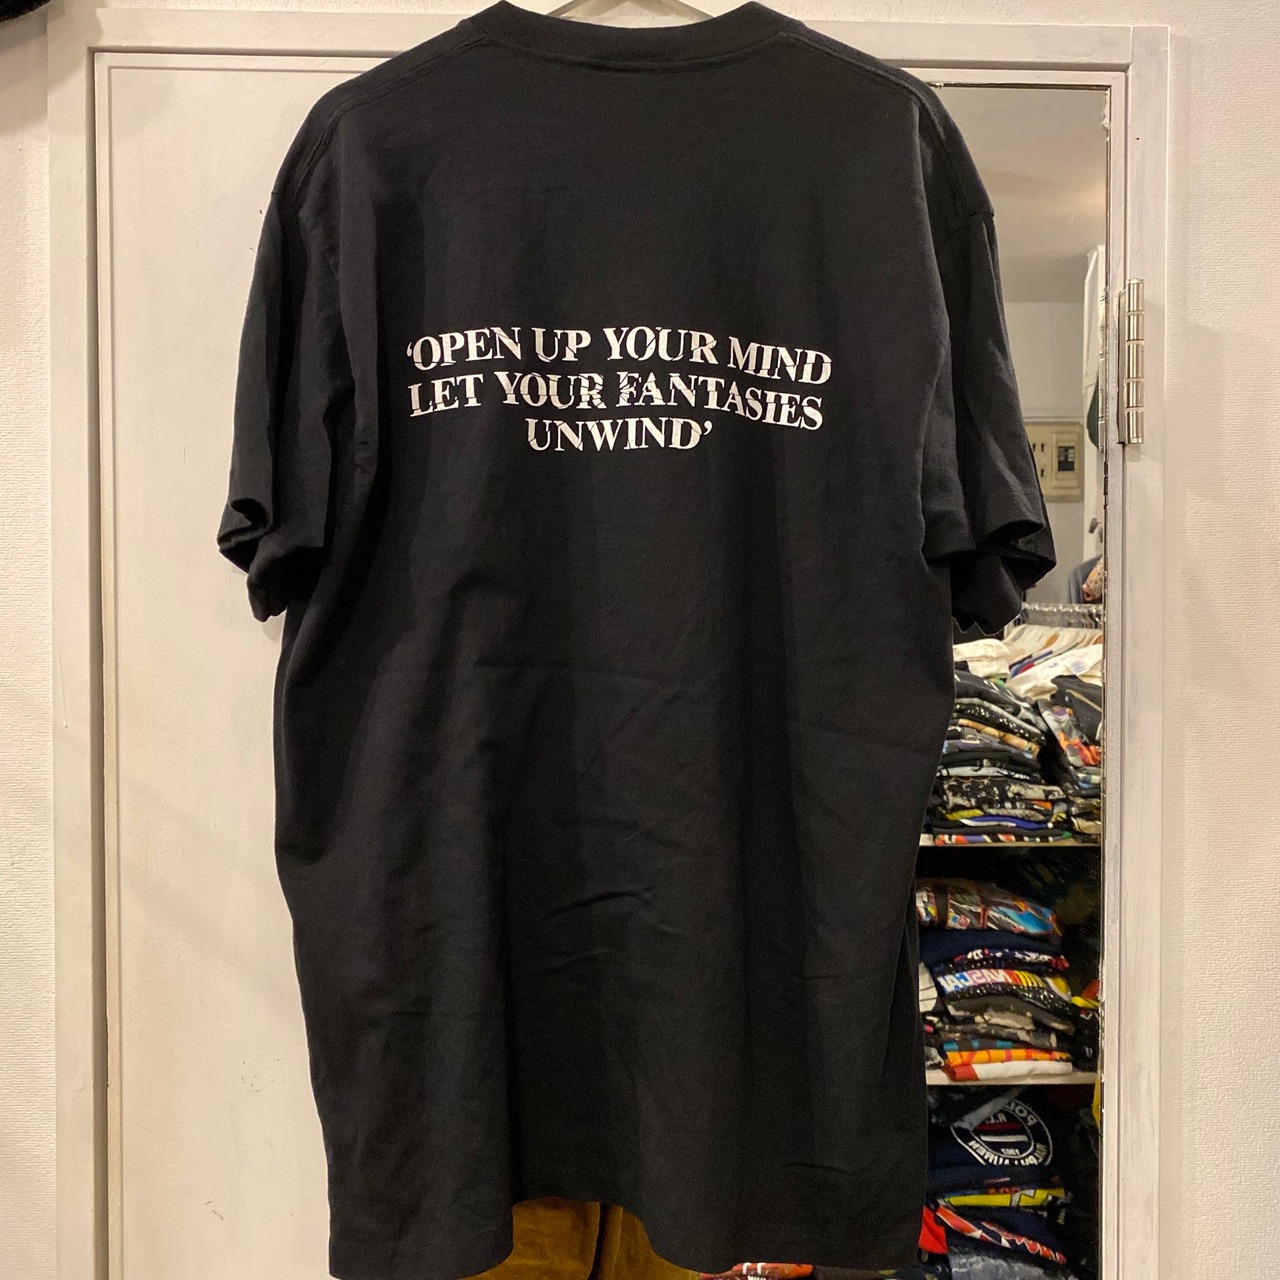 ‘OPEN UP YOUR MIND
LET YOUR FANTASIES
UNWIND’